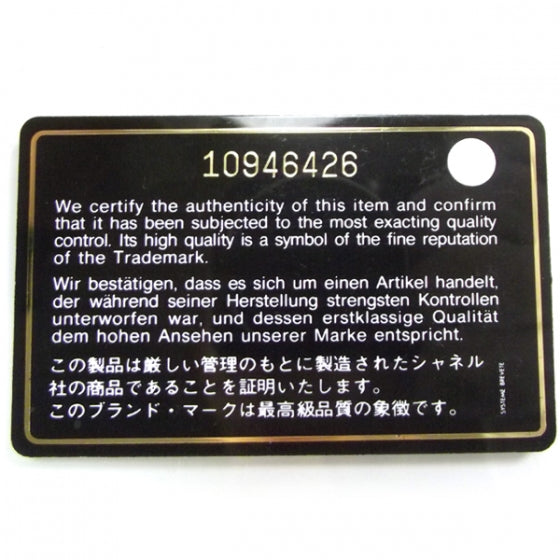 10946426
We certify the authenticity of this item and confirm
that it has been subjected to the most exacting quality
control. Its high quality is a symbol of the fine reputation
of the Trademark.
Wir bestätigen, dass es sich um einen Artikel handelt,
der während seiner Herstellung strengsten Kontrollen
unterworfen war, und dessen erstklassige Qualität
dem hohen Ansehen unserer Marke entspricht.
この製品は厳しい管理のもとに製造されたシャネル
社の商品であることを証明いたします。
このブランド・マークは最高級品質の象徴です。
SYSTEME BREVETE